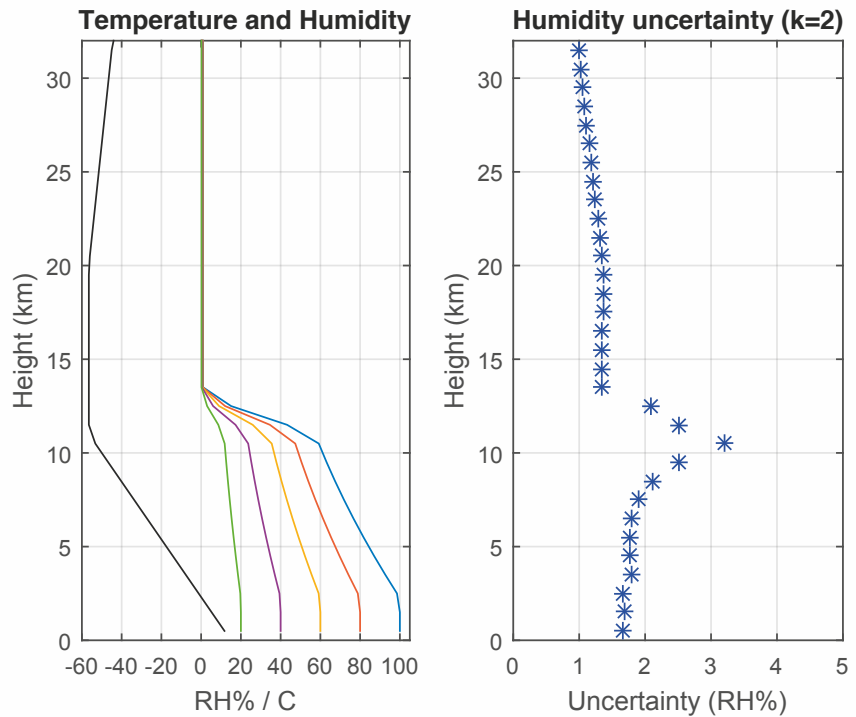 Temperature and Humidity
Height (km)
30
25
20
15
10
5
0
-60 -40 -20 0 20 40 60 80 100
RH% / C
Humidity uncertainty (k=2)
Height (km)
30
25
20
15
10
5
0
0 1 2 3 4 5
Uncertainty (RH%)